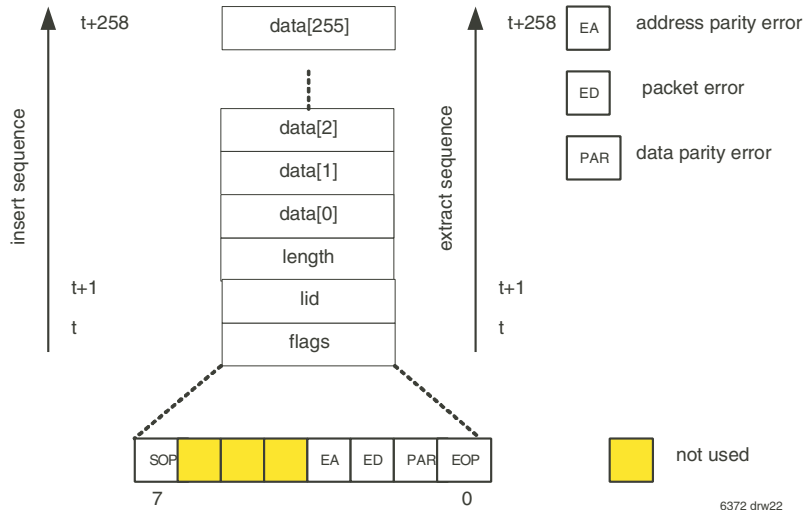 t+258
data[255]
t+258
EA
address parity error
ED
packet error
data[2]
PAR
data parity error
data[1]
insert sequence
extract sequence
data[0]
length
t+1
lid
t+1
t
flags
t
SOP
EA
ED
PAR
EOP
not used
7
0
6372 drw22